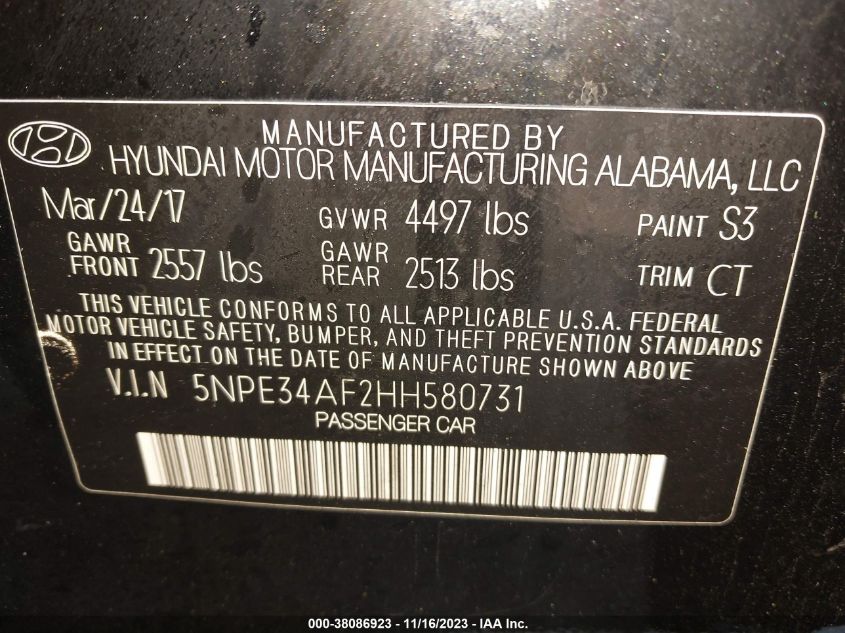 MANUFACTURED BY
HYUNDAI MOTOR MANUFACTURING ALABAMA, LLC
Mar/24/17 GVWR 4497 lbs PAINT S3
GAWR FRONT 2557 lbs GAWR REAR 2513 lbs TRIM CT
THIS VEHICLE CONFORMS TO ALL APPLICABLE U.S.A. FEDERAL
MOTOR VEHICLE SAFETY, BUMPER, AND THEFT PREVENTION STANDARDS
IN EFFECT ON THE DATE OF MANUFACTURE SHOWN ABOVE
V.I.N 5NPE34AF2HH580731
PASSENGER CAR
000-38086923 - 11/16/2023 - IAA Inc.